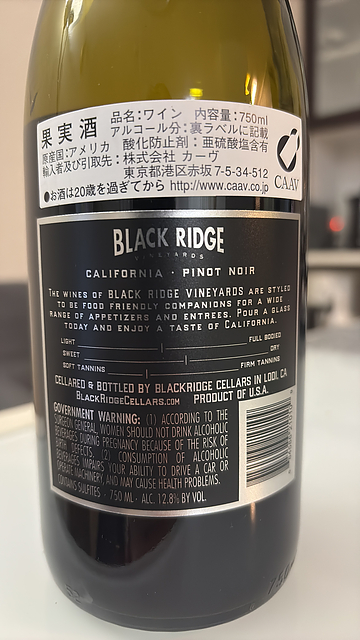 果実酒
品名:ワイン 内容量:750ml
アルコール分:裏ラベルに記載
原産国:アメリカ 酸化防止剤:亜硫酸塩含有
輸入者及び引取先:株式会社 カーヴ
東京都港区赤坂7-5-34-512
●お酒は20歳を過ぎてから http://www.caav.co.jp
CAAV
BLACK RIDGE
VINEYARDS
CALIFORNIA · PINOT NOIR
THE WINES OF BLACK RIDGE VINEYARDS ARE STYLED
TO BE FOOD FRIENDLY COMPANIONS FOR A WIDE
RANGE OF APPETIZERS AND ENTREES. POUR A GLASS
TODAY AND ENJOY A TASTE OF CALIFORNIA.
LIGHT FULL BODIED
SWEET DRY
SOFT TANNINS FIRM TANNINS
CELLARED & BOTTLED BY BLACKRIDGE CELLARS IN LODI, CA
BLACKRIDGECELLARS.COM PRODUCT OF U.S.A.
GOVERNMENT WARNING: (1) ACCORDING TO THE
SURGEON GENERAL, WOMEN SHOULD NOT DRINK ALCOHOLIC
BEVERAGES DURING PREGNANCY BECAUSE OF THE RISK OF
BIRTH DEFECTS. (2) CONSUMPTION OF ALCOHOLIC
BEVERAGES IMPAIRS YOUR ABILITY TO DRIVE A CAR OR
OPERATE MACHINERY, AND MAY CAUSE HEALTH PROBLEMS.
CONTAINS SULFITES · 750 ML · ALC. 12.8% BY VOL.